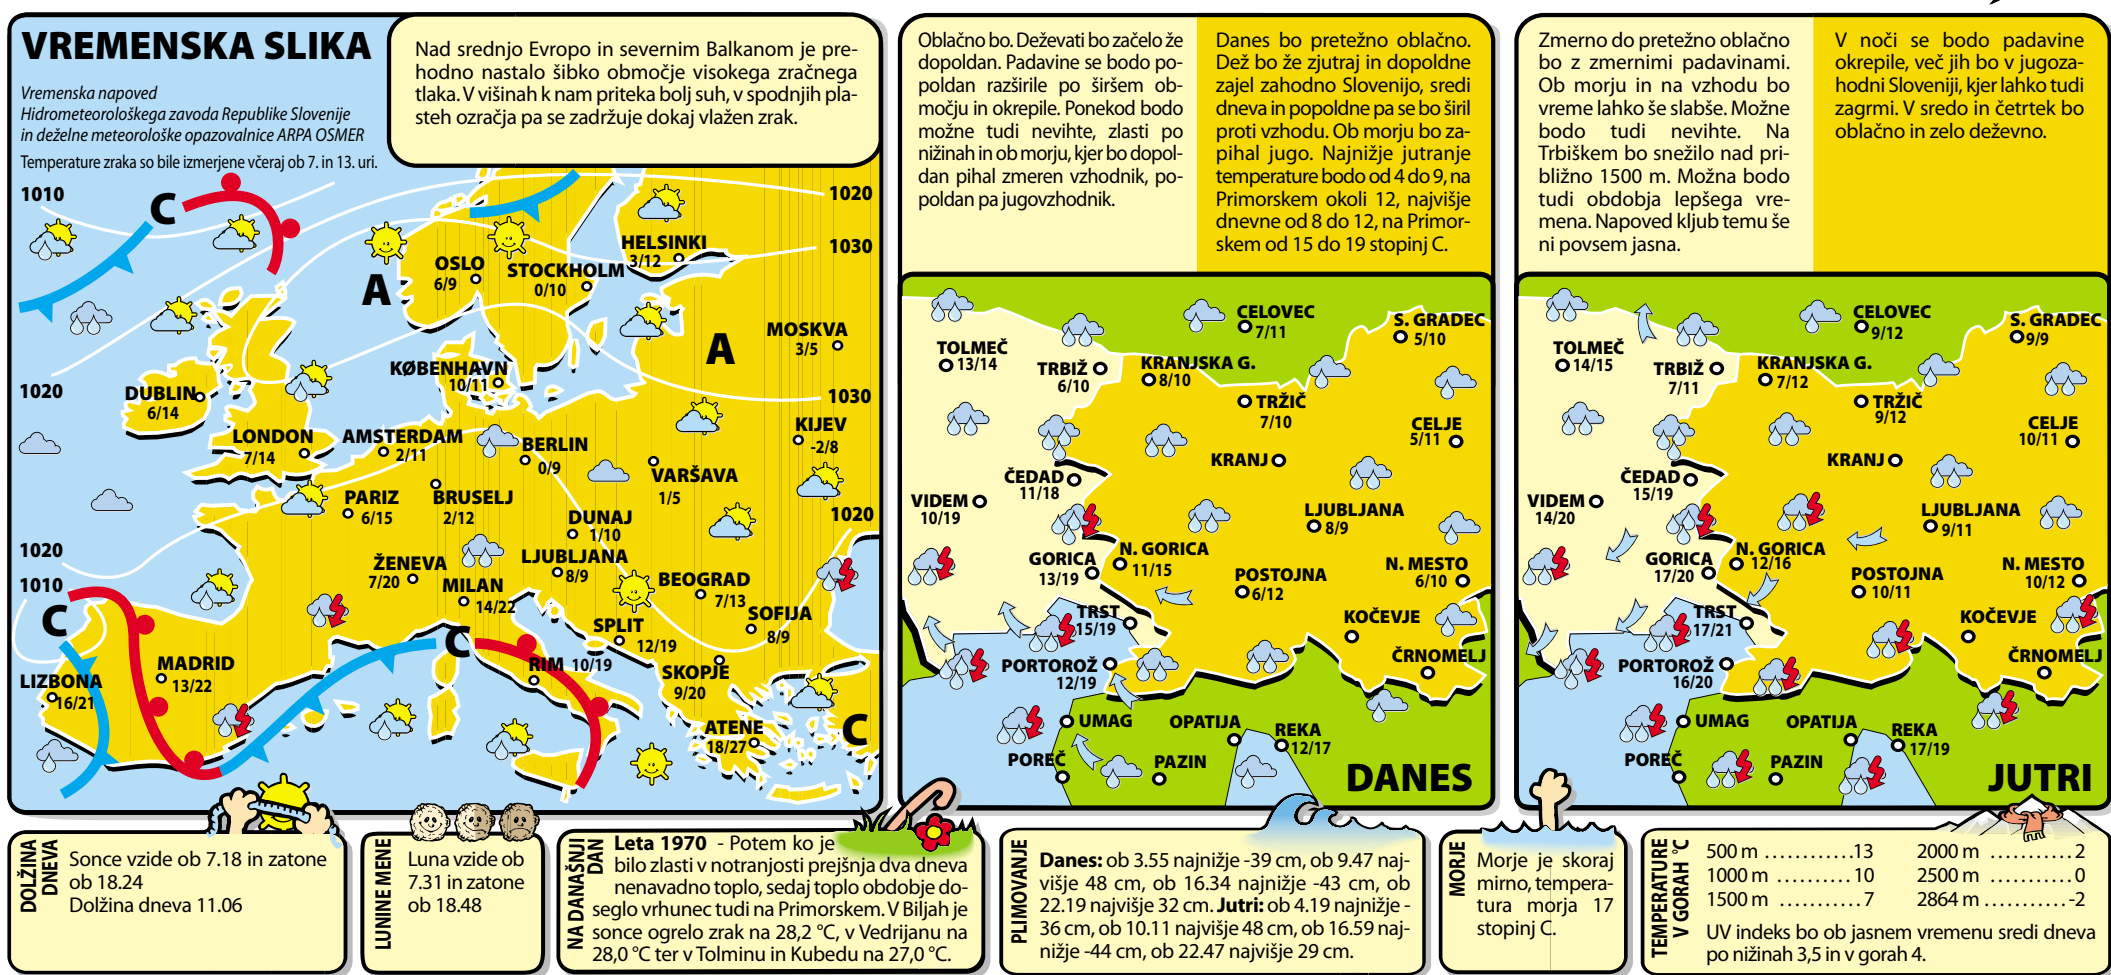 VREMENSKA SLIKA
Vremenska napoved
Hidrometeorološkega zavoda Republike Slovenije
in deželne meteorološke opazovalnice ARPA OSMER
Temperature zraka so bile izmerjene včeraj ob 7. in 13. uri.
Nad srednjo Evropo in severnim Balkanom je pre-
hodno nastalo šibko območje visokega zračnega
tlaka. V višinah k nam priteka bolj suh, v spodnjih pla-
steh ozračja pa se zadržuje dokaj vlažen zrak.
1010
C
1020
1030
HELSINKI
3/12
OSLO
6/9
STOCKHOLM
0/10
A
MOSKVA
3/5
A
KØBENHAVN
10/11
1020
DUBLIN
6/14
1030
LONDON
7/14
AMSTERDAM
2/11
BERLIN
0/9
KIJEV
-2/8
VARŠAVA
1/5
PARIZ
6/15
BRUSELJ
2/12
DUNAJ
1/10
1020
1020
ŽENEVA
7/20
LJUBLJANA
8/9
1010
MILAN
14/22
BEOGRAD
7/13
C
SOFIJA
8/9
SPLIT
12/19
C
MADRID
13/22
RIM 10/19
SKOPJE
9/20
LIZBONA
16/21
ATENE
18/27
C
Oblačno bo. Deževati bo začelo že
dopoldan. Padavine se bodo po-
poldan razširile po širšem ob-
močju in okrepile. Ponekod bodo
možne tudi nevihte, zlasti po
nižinah in ob morju, kjer bo dopol-
dan pihal zmeren vzhodnik, po-
poldan pa jugovzhodnik.
Danes bo pretežno oblačno.
Dež bo že zjutraj in dopoldne
zajel zahodno Slovenijo, sredi
dneva in popoldne pa se bo širil
proti vzhodu. Ob morju bo za-
pihal jugo. Najnižje jutranje
temperature bodo od 4 do 9, na
Primorskem okoli 12, najvišje
dnevne od 8 do 12, na Primor-
skem od 15 do 19 stopinj C.
CELOVEC
7/11
S. GRADEC
5/10
TOLMEČ
13/14
TRBIŽ
6/10
KRANJSKA G.
8/10
TRŽIČ
7/10
CELJE
5/11
KRANJ
ČEDAD
11/18
VIDEM
10/19
LJUBLJANA
8/9
GORICA
13/19
N. GORICA
11/15
POSTOJNA
6/12
N. MESTO
6/10
TRST
15/19
KOČEVJE
PORTOROŽ
12/19
ČRNOMELJ
UMAG
OPATIJA
REKA
12/17
POREČ
PAZIN
DANES
Zmerno do pretežno oblačno
bo z zmernimi padavinami.
Ob morju in na vzhodu bo
vreme lahko še slabše. Možne
bodo tudi nevihte. Na
Trbiškem bo snežilo nad pri-
bližno 1500 m. Možna bodo
tudi obdobja lepšega vre-
mena. Napoved kljub temu še
ni povsem jasna.
V noči se bodo padavine
okrepile, več jih bo v jugoza-
hodni Sloveniji, kjer lahko tudi
zagrmi. V sredo in četrtek bo
oblačno in zelo deževno.
CELOVEC
9/12
S. GRADEC
9/9
TOLMEČ
14/15
TRBIŽ
7/11
KRANJSKA G.
7/12
TRŽIČ
9/12
CELJE
10/11
KRANJ
ČEDAD
15/19
VIDEM
14/20
LJUBLJANA
9/11
GORICA
17/20
N. GORICA
12/16
POSTOJNA
10/11
N. MESTO
10/12
TRST
17/21
KOČEVJE
PORTOROŽ
16/20
ČRNOMELJ
UMAG
OPATIJA
REKA
17/19
POREČ
PAZIN
JUTRI
DOLŽINA
DNEVA
Sonce vzide ob 7.18 in zatone
ob 18.24
Dolžina dneva 11.06
LUNINE MENE
Luna vzide ob
7.31 in zatone
ob 18.48
NA DANAŠNJI
DAN
Leta 1970 - Potem ko je
bilo zlasti v notranjosti prejšnja dva dneva
nenavadno toplo, sedaj toplo obdobje do-
seglo vrhunec tudi na Primorskem. V Biljah je
sonce ogrelo zrak na 28,2 °C, v Vedrijanu na
28,0 °C ter v Tolminu in Kubedu na 27,0 °C.
PLIMOVANJE
Danes: ob 3.55 najnižje -39 cm, ob 9.47 naj-
višje 48 cm, ob 16.34 najnižje -43 cm, ob
22.19 najvišje 32 cm. Jutri: ob 4.19 najnižje -
36 cm, ob 10.11 najvišje 48 cm, ob 16.59 naj-
nižje -44 cm, ob 22.47 najvišje 29 cm.
MORJE
Morje je skoraj
mirno, tempera-
tura morja 17
stopinj C.
TEMPERATURE
V GORAH °C
500 m ............13
1000 m ..........10
1500 m ...........7
2000 m ...........2
2500 m ...........0
2864 m ...........-2
UV indeks bo ob jasnem vremenu sredi dneva
po nižinah 3,5 in v gorah 4.